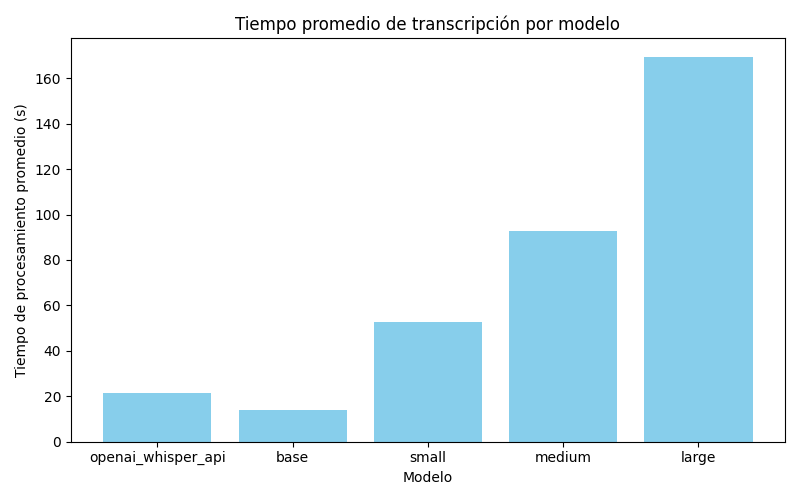 Tiempo promedio de transcripción por modelo
Tiempo de procesamiento promedio (s)
160
140
120
100
80
60
40
20
0
openai_whisper_api base small medium large
Modelo